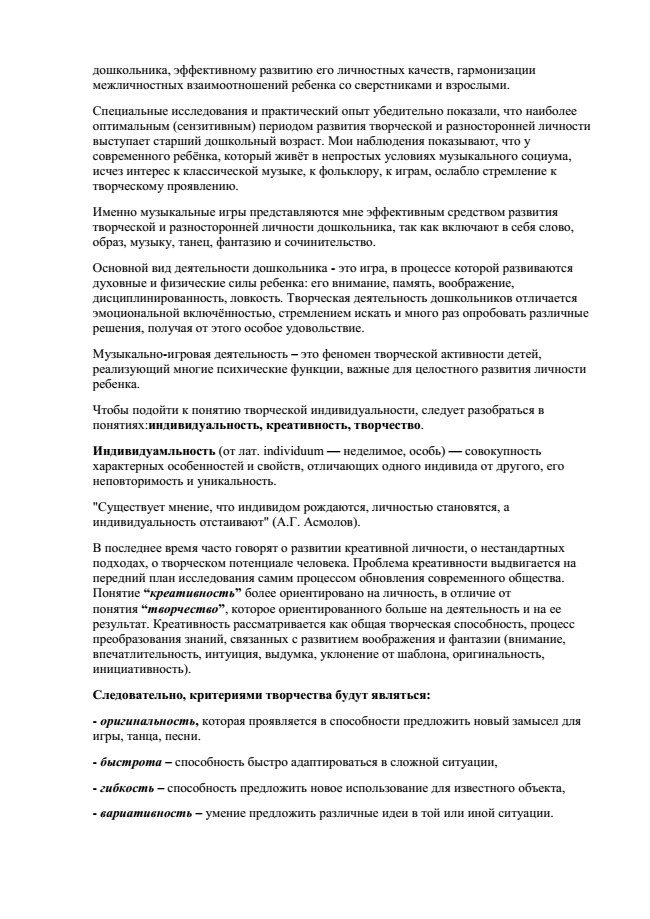 дошкольника, эффективному развитию его личностных качеств, гармонизации
межличностных взаимоотношений ребенка со сверстниками и взрослыми.
Специальные исследования и практический опыт убедительно показали, что наиболее
оптимальным (сензитивным) периодом развития творческой и разносторонней личности
выступает старший дошкольный возраст. Мои наблюдения показывают, что у
современного ребёнка, который живёт в непростых условиях музыкального социума,
исчез интерес к классической музыке, к фольклору, к играм, ослабло стремление к
творческому проявлению.
Именно музыкальные игры представляются мне эффективным средством развития
творческой и разносторонней личности дошкольника, так как включают в себя слово,
образ, музыку, танец, фантазию и сочинительство.
Основной вид деятельности дошкольника - это игра, в процессе которой развиваются
духовные и физические силы ребенка: его внимание, память, воображение,
дисциплинированность, ловкость. Творческая деятельность дошкольников отличается
эмоциональной включённостью, стремлением искать и много раз опробовать различные
решения, получая от этого особое удовольствие.
Музыкально-игровая деятельность – это феномен творческой активности детей,
реализующий многие психические функции, важные для целостного развития личности
ребенка.
Чтобы подойти к понятию творческой индивидуальности, следует разобраться в
понятиях:индивидуальность, креативность, творчество.
Индивидуамльность (от лат. individuum — неделимое, особь) — совокупность
характерных особенностей и свойств, отличающих одного индивида от другого, его
неповторимость и уникальность.
"Существует мнение, что индивидом рождаются, личностью становятся, а
индивидуальность отстаивают" (А.Г. Асмолов).
В последнее время часто говорят о развитии креативной личности, о нестандартных
подходах, о творческом потенциале человека. Проблема креативности выдвигается на
передний план исследования самим процессом обновления современного общества.
Понятие “креативность” более ориентировано на личность, в отличие от
понятия “творчество”, которое ориентированного больше на деятельность и на ее
результат. Креативность рассматривается как общая творческая способность, процесс
преобразования знаний, связанных с развитием воображения и фантазии (внимание,
впечатлительность, интуиция, выдумка, уклонение от шаблона, оригинальность,
инициативность).
Следовательно, критериями творчества будут являться:
- оригинальность, которая проявляется в способности предложить новый замысел для
игры, танца, песни.
- быстрота – способность быстро адаптироваться в сложной ситуации,
- гибкость – способность предложить новое использование для известного объекта,
- вариативность – умение предложить различные идеи в той или иной ситуации.